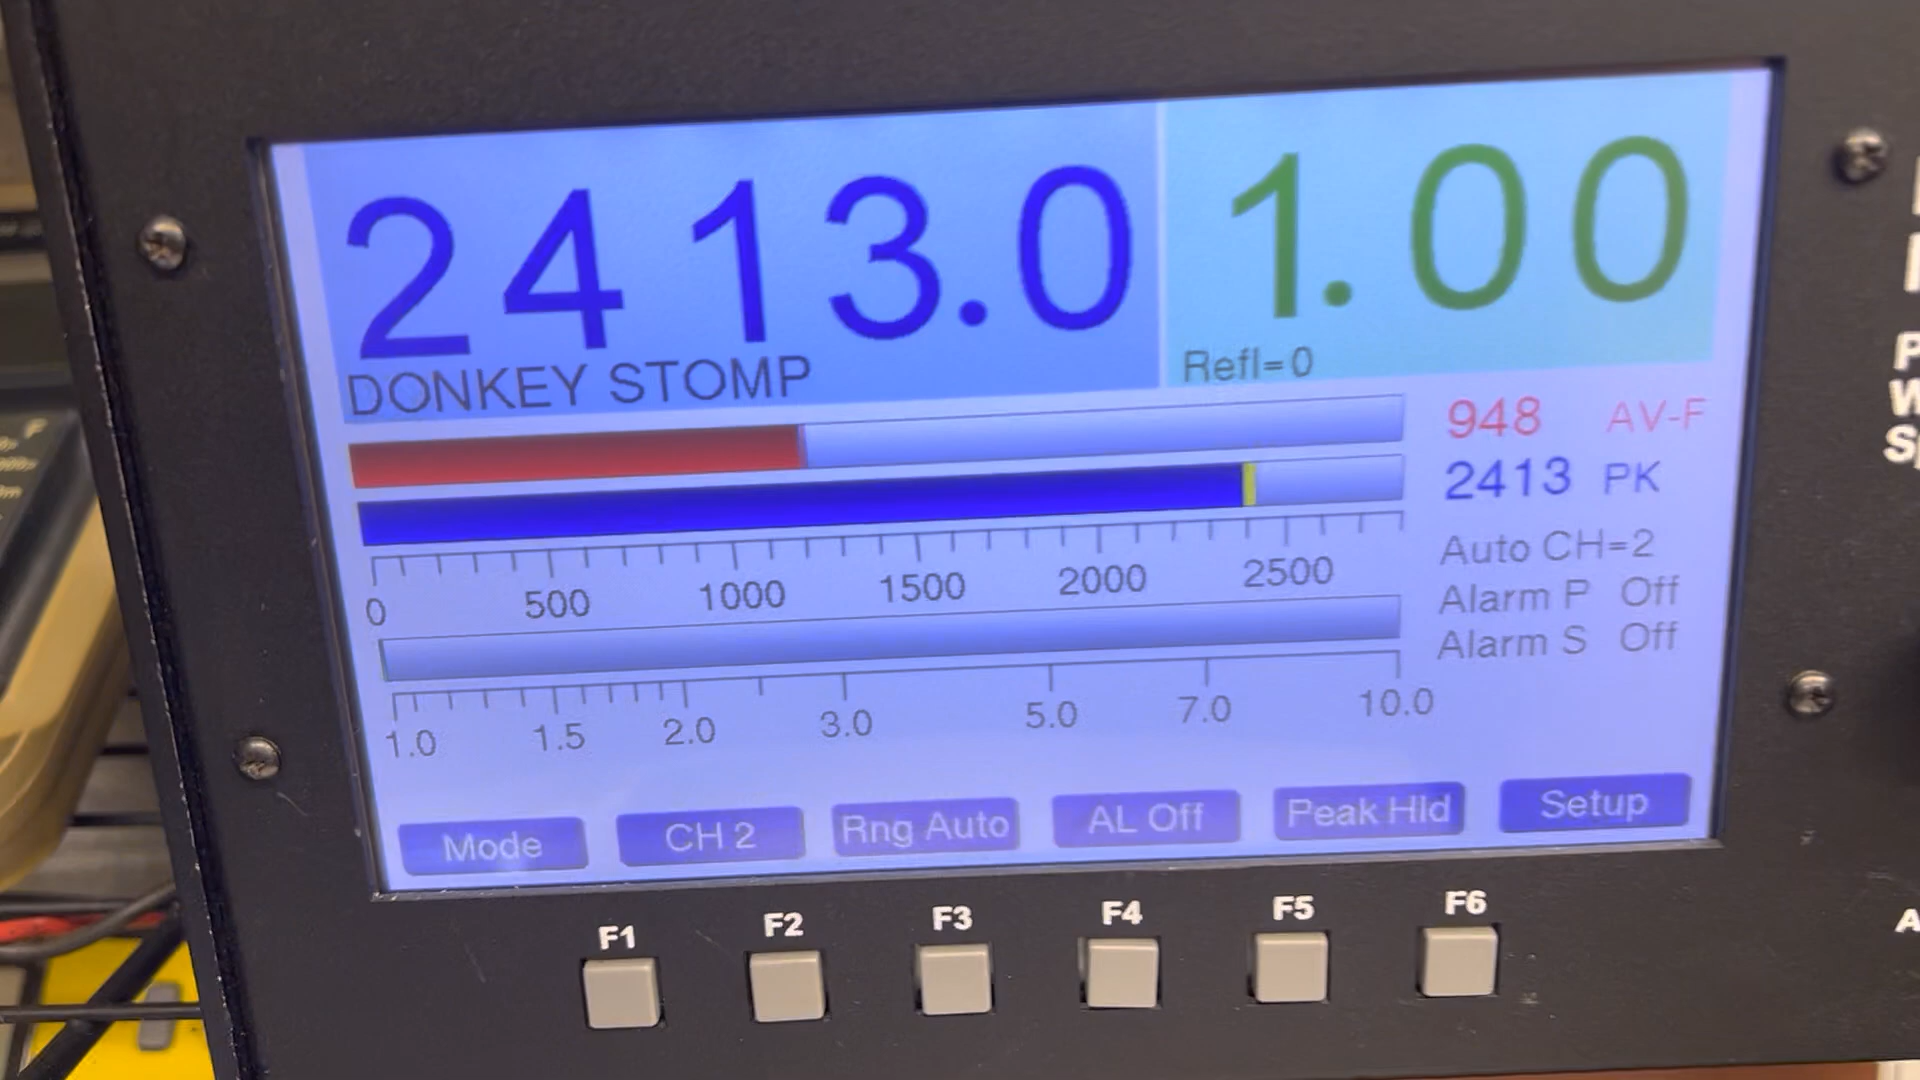 2413.0
1.00
DONKEY STOMP
Refl=0
948 AV-F
2413 PK
0 500 1000 1500 2000 2500
Auto CH=2
Alarm P Off
Alarm S Off
1.0 1.5 2.0 3.0 5.0 7.0 10.0
Mode CH 2 Rng Auto AL Off Peak Hld Setup
F1 F2 F3 F4 F5 F6